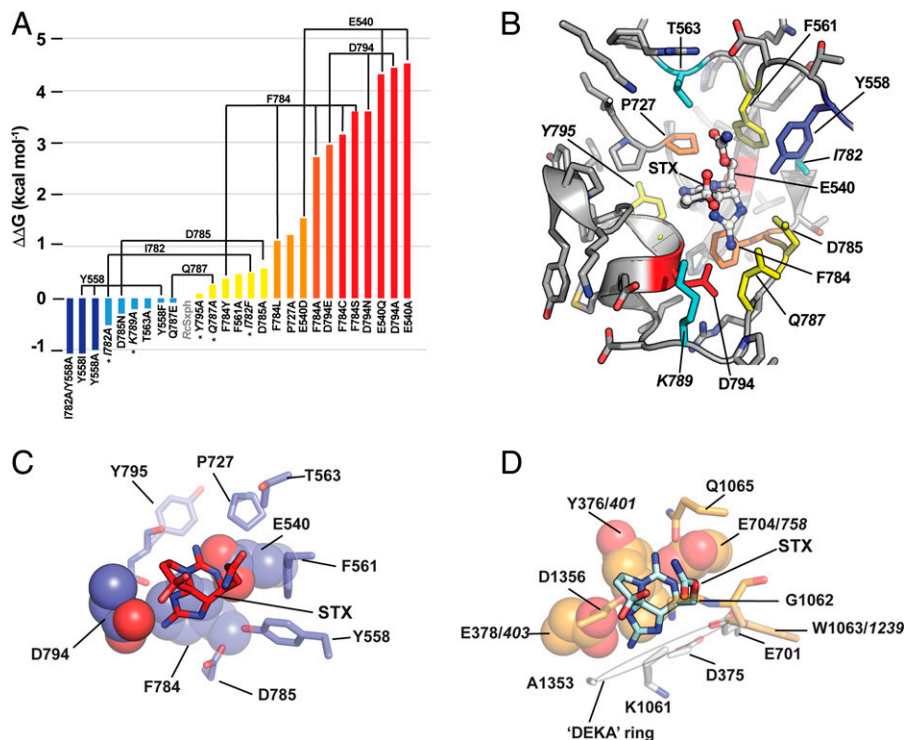 A
ΔΔG (kcal mol⁻¹)
5
4
3
2
1
0
-1
E540
D794
F784
D785
I782
Y558
Q787
I782A/Y558A
Y558I
Y558A
* I782A
D785N
* K789A
T563A
Y558F
Q787E
RcSxph
* Y795A
* Q787A
F784Y
F561A
* I782F
D785A
F784L
P727A
E540D
F784A
D794E
F784C
F784S
D794N
E540Q
D794A
E540A
B
T563
F561
Y558
P727
Y795
I782
STX
E540
D785
F784
Q787
K789
D794
C
P727
Y795
T563
E540
F561
STX
Y558
D794
F784
D785
D
Q1065
Y376/401
E704/758
STX
D1356
G1062
E378/403
W1063/1239
E701
A1353
D375
K1061
'DEKA' ring